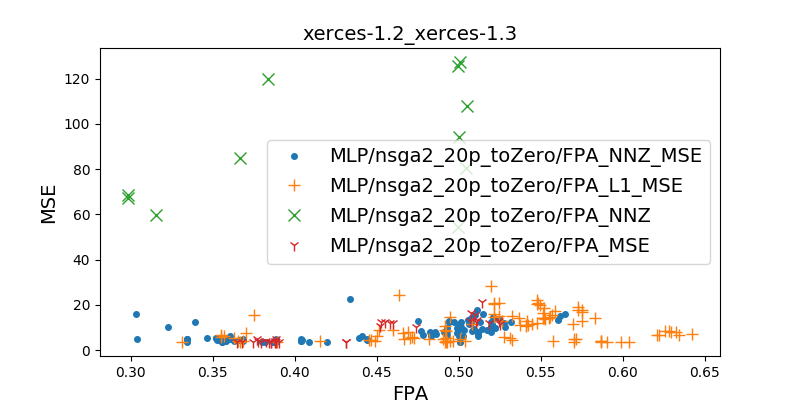 xerces-1.2_xerces-1.3
120
100
80
60
40
20
0
MSE
MLP/nsga2_20p_toZero/FPA_NNZ_MSE
MLP/nsga2_20p_toZero/FPA_L1_MSE
MLP/nsga2_20p_toZero/FPA_NNZ
MLP/nsga2_20p_toZero/FPA_MSE
0.30 0.35 0.40 0.45 0.50 0.55 0.60 0.65
FPA